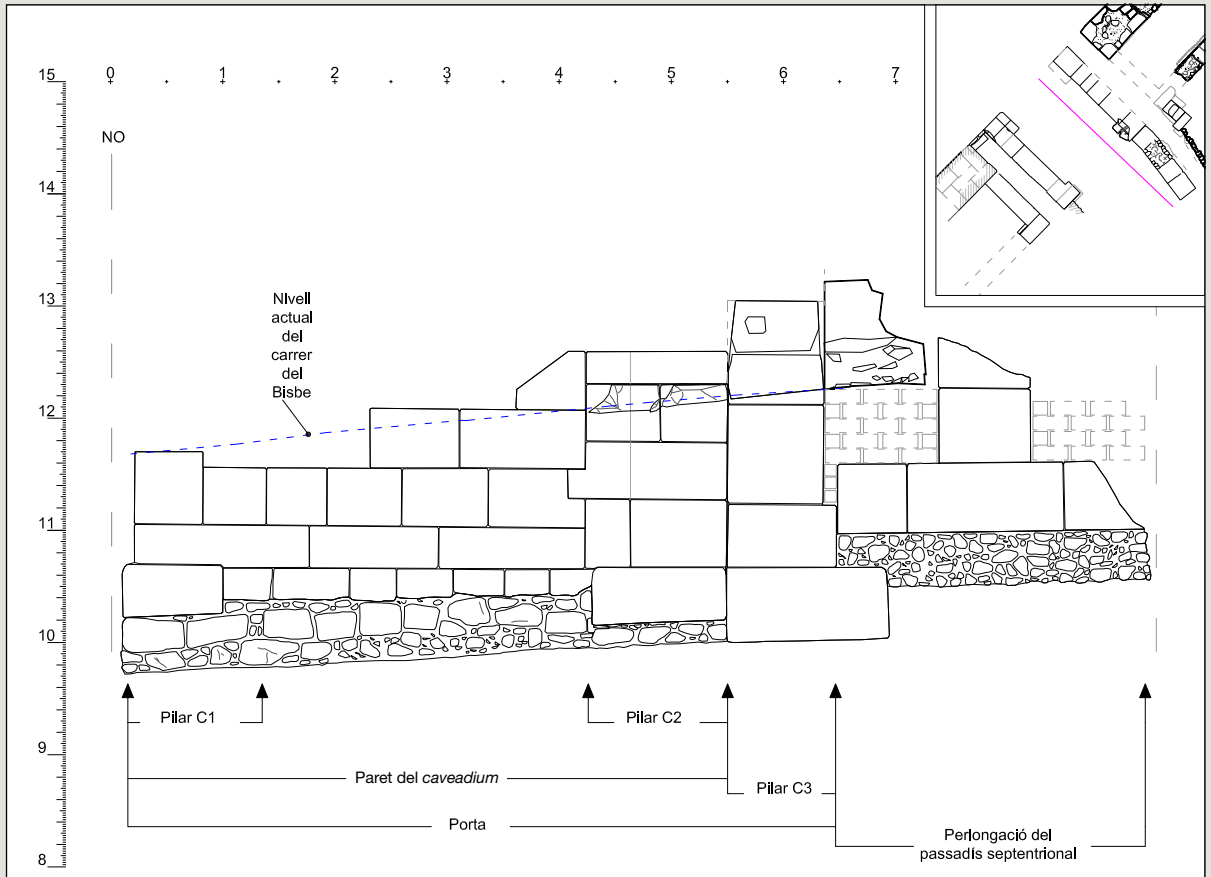 0 1 2 3 4 5 6 7
15
14
13
12
11
10
9
8
NO
NIvell
actual
del
carrer
del
Bisbe
Pilar C1
Pilar C2
Paret del caveadium
Pilar C3
Porta
Perlongació del
passadís septentrional